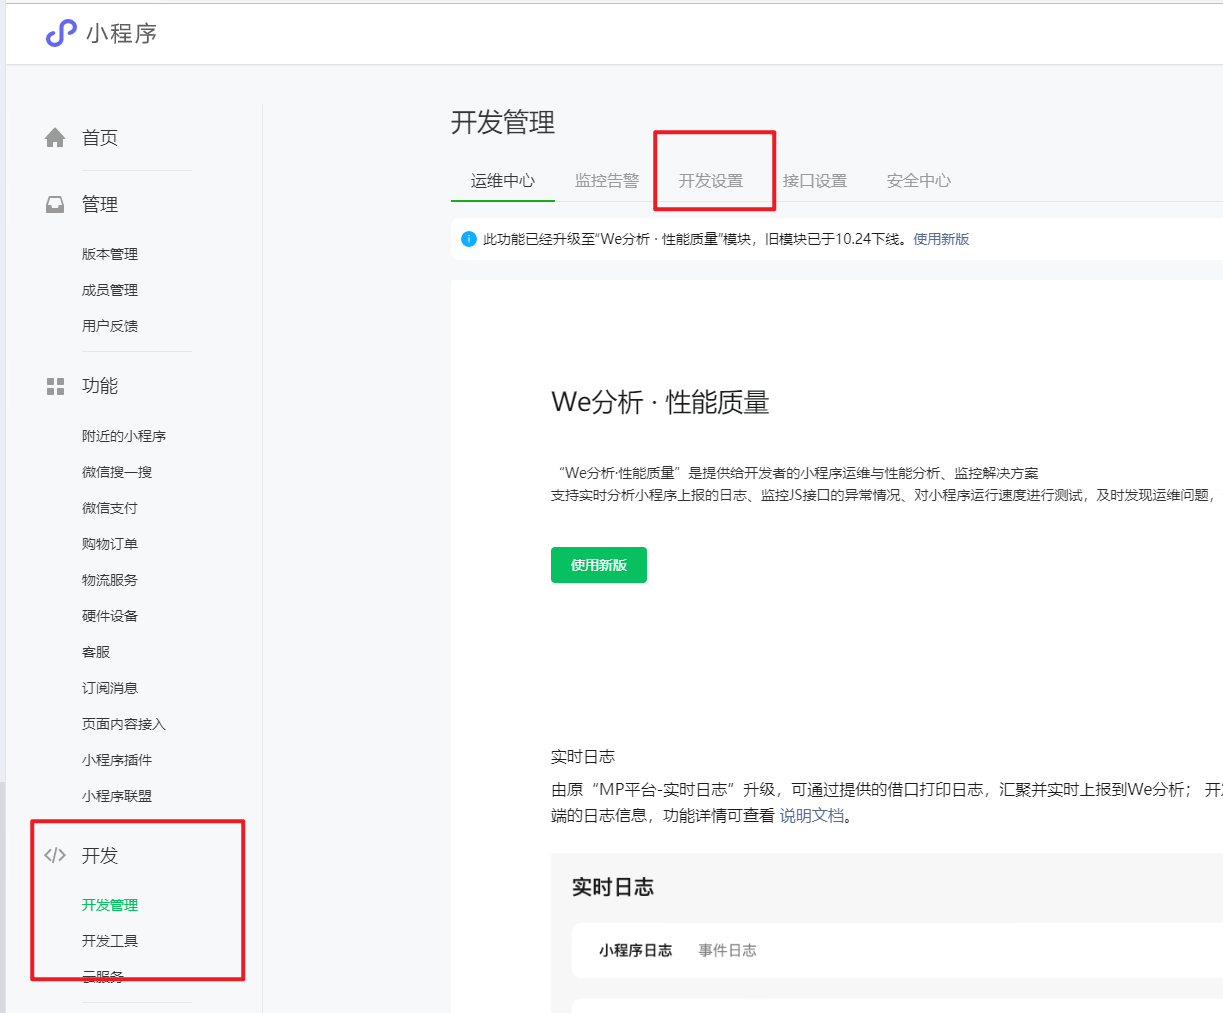 小程序
首页
管理
版本管理
成员管理
用户反馈
功能
附近的小程序
微信搜一搜
微信支付
购物订单
物流服务
硬件设备
客服
订阅消息
页面内容接入
小程序插件
小程序联盟
开发
开发管理
开发工具
云服务
开发管理
运维中心 监控告警 开发设置 接口设置 安全中心
此功能已经升级至“We分析 · 性能质量”模块，旧模块已于10.24下线。使用新版
We分析 · 性能质量
“We分析·性能质量”是提供给开发者的小程序运维与性能分析、监控解决方案
支持实时分析小程序上报的日志、监控JS接口的异常情况、对小程序运行速度进行测试，及时发现运维问题，
使用新版
实时日志
由原“MP平台-实时日志”升级，可通过提供的借口打印日志，汇聚并实时上报到We分析； 开
端的日志信息，功能详情可查看 说明文档。
实时日志
小程序日志 事件日志